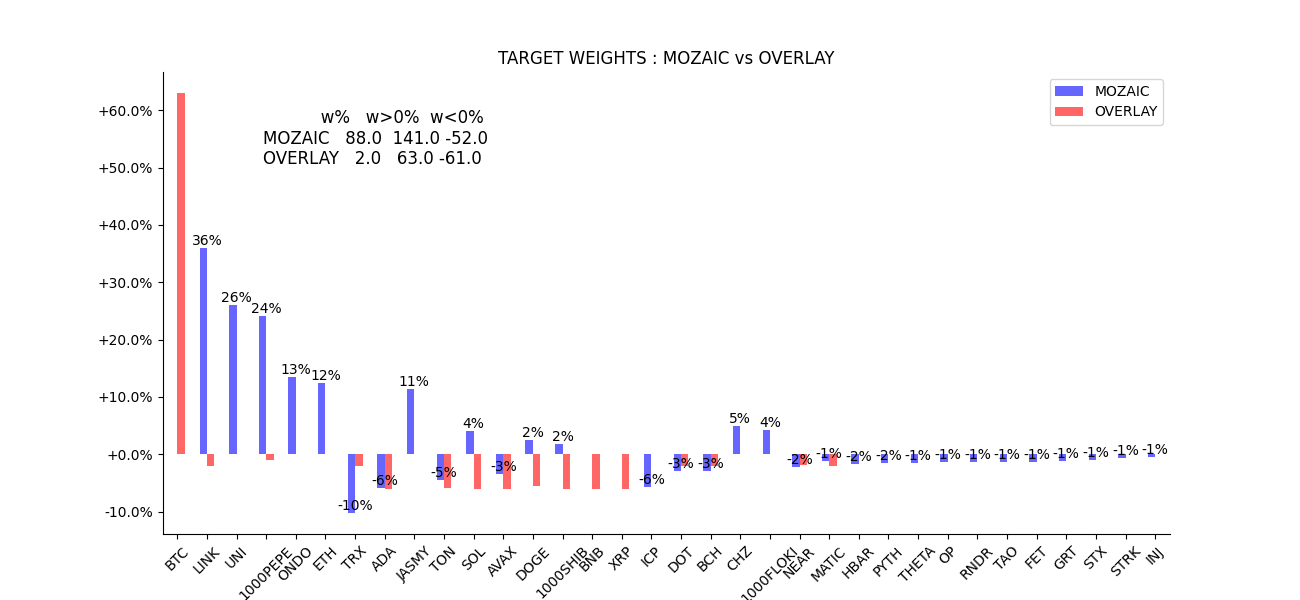 TARGET WEIGHTS : MOZAIC vs OVERLAY
MOZAIC
OVERLAY
w% w>0% w<0%
MOZAIC 88.0 141.0 -52.0
OVERLAY 2.0 63.0 -61.0
+60.0%
+50.0%
+40.0%
+30.0%
+20.0%
+10.0%
+0.0%
-10.0%
36%
26%
24%
13%
12%
-10%
-6%
11%
-5%
4%
-3%
2%
2%
-6%
-3%
-3%
5%
4%
-2%
-1%
-2%
-2%
-1%
-1%
-1%
-1%
-1%
-1%
-1%
-1%
-1%
BTC
LINK
UNI
1000PEPE
ONDO
ETH
TRX
ADA
JASMY
TON
SOL
AVAX
DOGE
1000SHIB
BNB
XRP
ICP
DOT
BCH
CHZ
1000FLOKI
NEAR
MATIC
HBAR
PYTH
THETA
OP
RNDR
TAO
FET
GRT
STX
STRK
INJ